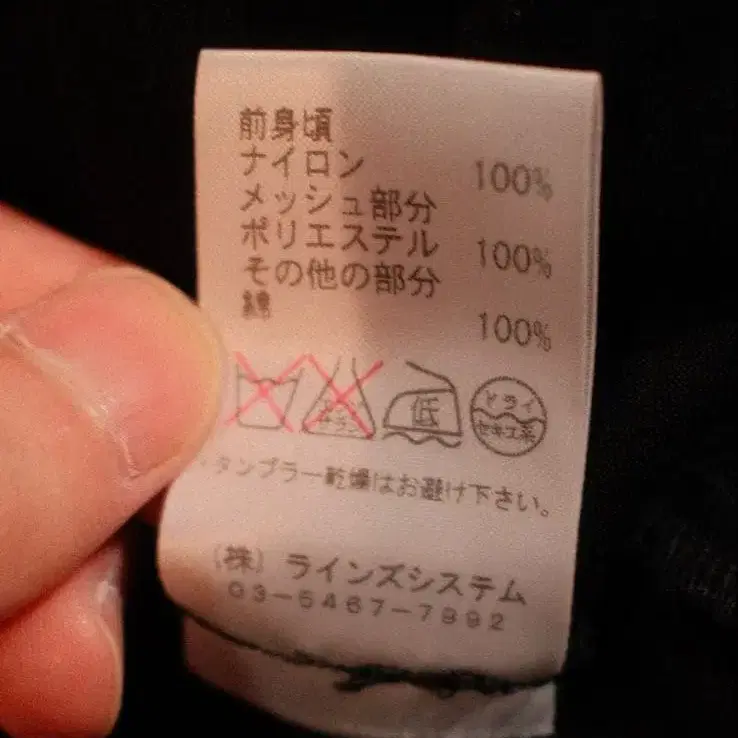 前身頃
ナイロン 100%
メッシュ部分
ポリエステル 100%
その他の部分
綿 100%
低
ドライ
セキユ系
タンブラー乾燥はお避け下さい。
(株) ラインズシステム
03-5467-7992